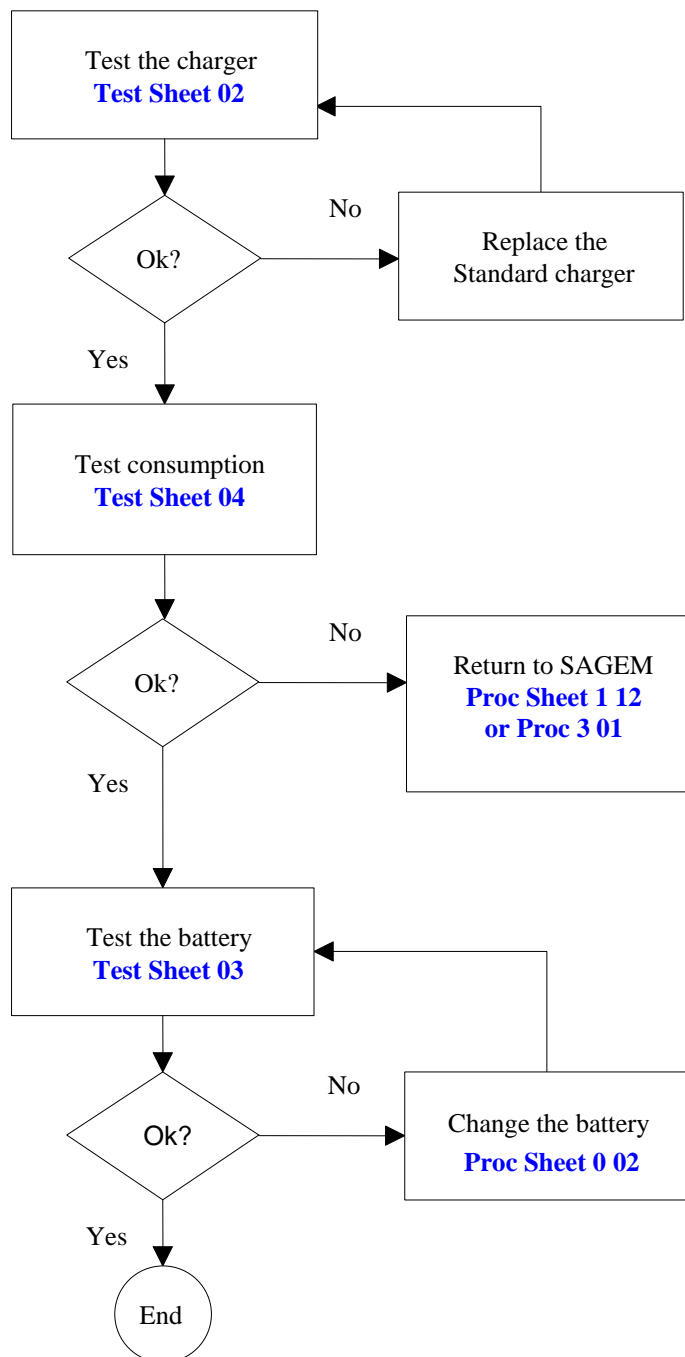 Test the charger
Test Sheet 02
No
Ok?
Replace the
Standard charger
Yes
Test consumption
Test Sheet 04
No
Ok?
Return to SAGEM
Proc Sheet 1 12
or Proc 3 01
Yes
Test the battery
Test Sheet 03
No
Ok?
Change the battery
Proc Sheet 0 02
Yes
End